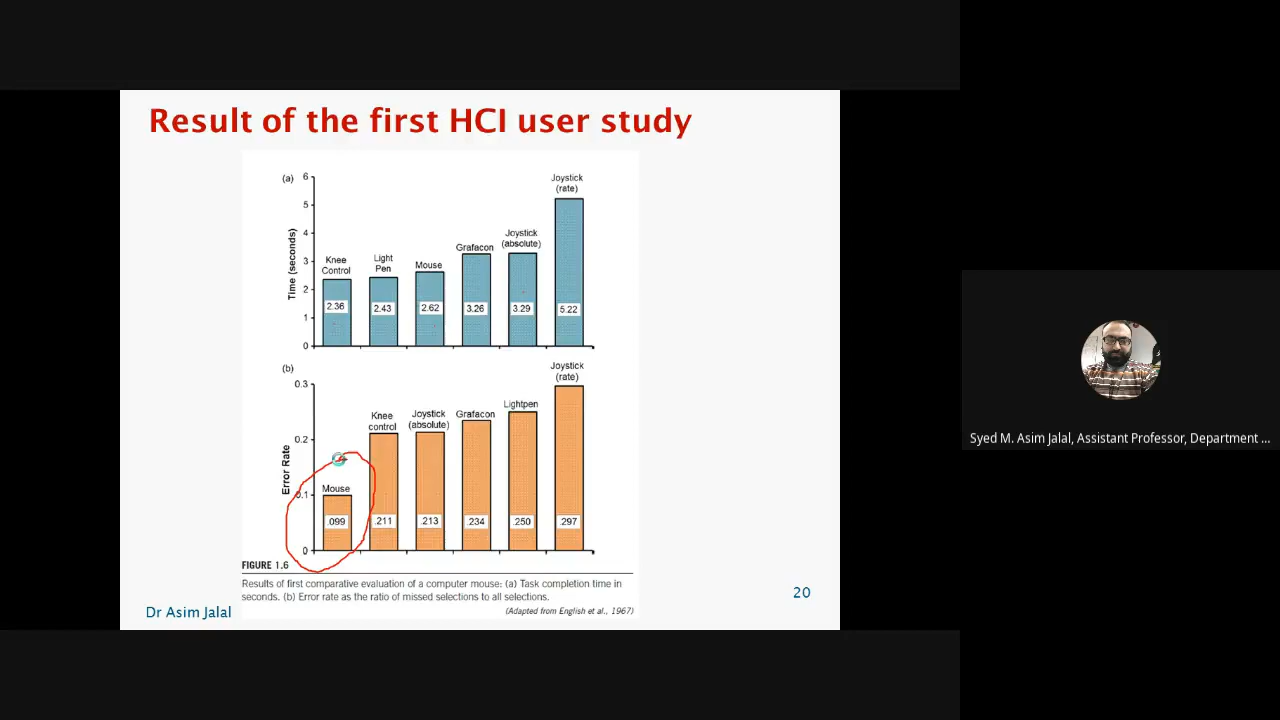 Result of the first HCI user study
(a)
6
5
4
3
2
1
0
Time (seconds)
Knee
Control
Light
Pen
Mouse
Grafacon
Joystick
(absolute)
Joystick
(rate)
2.36
2.43
2.62
3.26
3.29
5.22
(b)
0.3
0.2
0.1
0
Error Rate
Mouse
Knee
control
Joystick
(absolute)
Grafacon
Lightpen
Joystick
(rate)
.099
.211
.213
.234
.250
.297
FIGURE 1.6
Results of first comparative evaluation of a computer mouse: (a) Task completion time in
seconds. (b) Error rate as the ratio of missed selections to all selections.
(Adapted from English et al., 1967)
Dr Asim Jalal
20
Syed M. Asim Jalal, Assistant Professor, Department ...